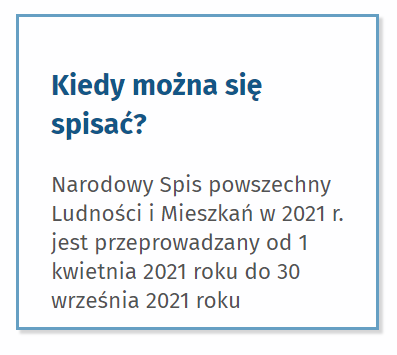 Kiedy można się
spisać?
Narodowy Spis powszechny
Ludności i Mieszkań w 2021 r.
jest przeprowadzany od 1
kwietnia 2021 roku do 30
września 2021 roku